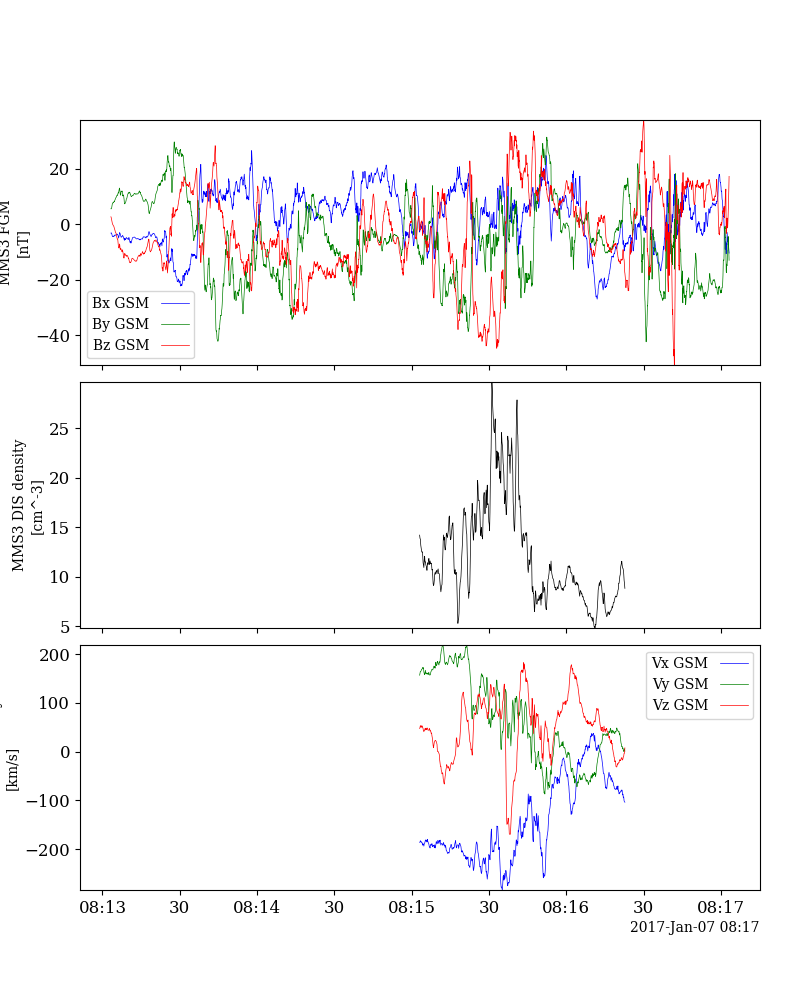 MMS3 FGM
[nT]
20
0
−20
−40
Bx GSM
By GSM
Bz GSM
MMS3 DIS density
[cm^-3]
25
20
15
10
5
[km/s]
200
100
0
−100
−200
Vx GSM
Vy GSM
Vz GSM
08:13 30 08:14 30 08:15 30 08:16 30 08:17
2017-Jan-07 08:17